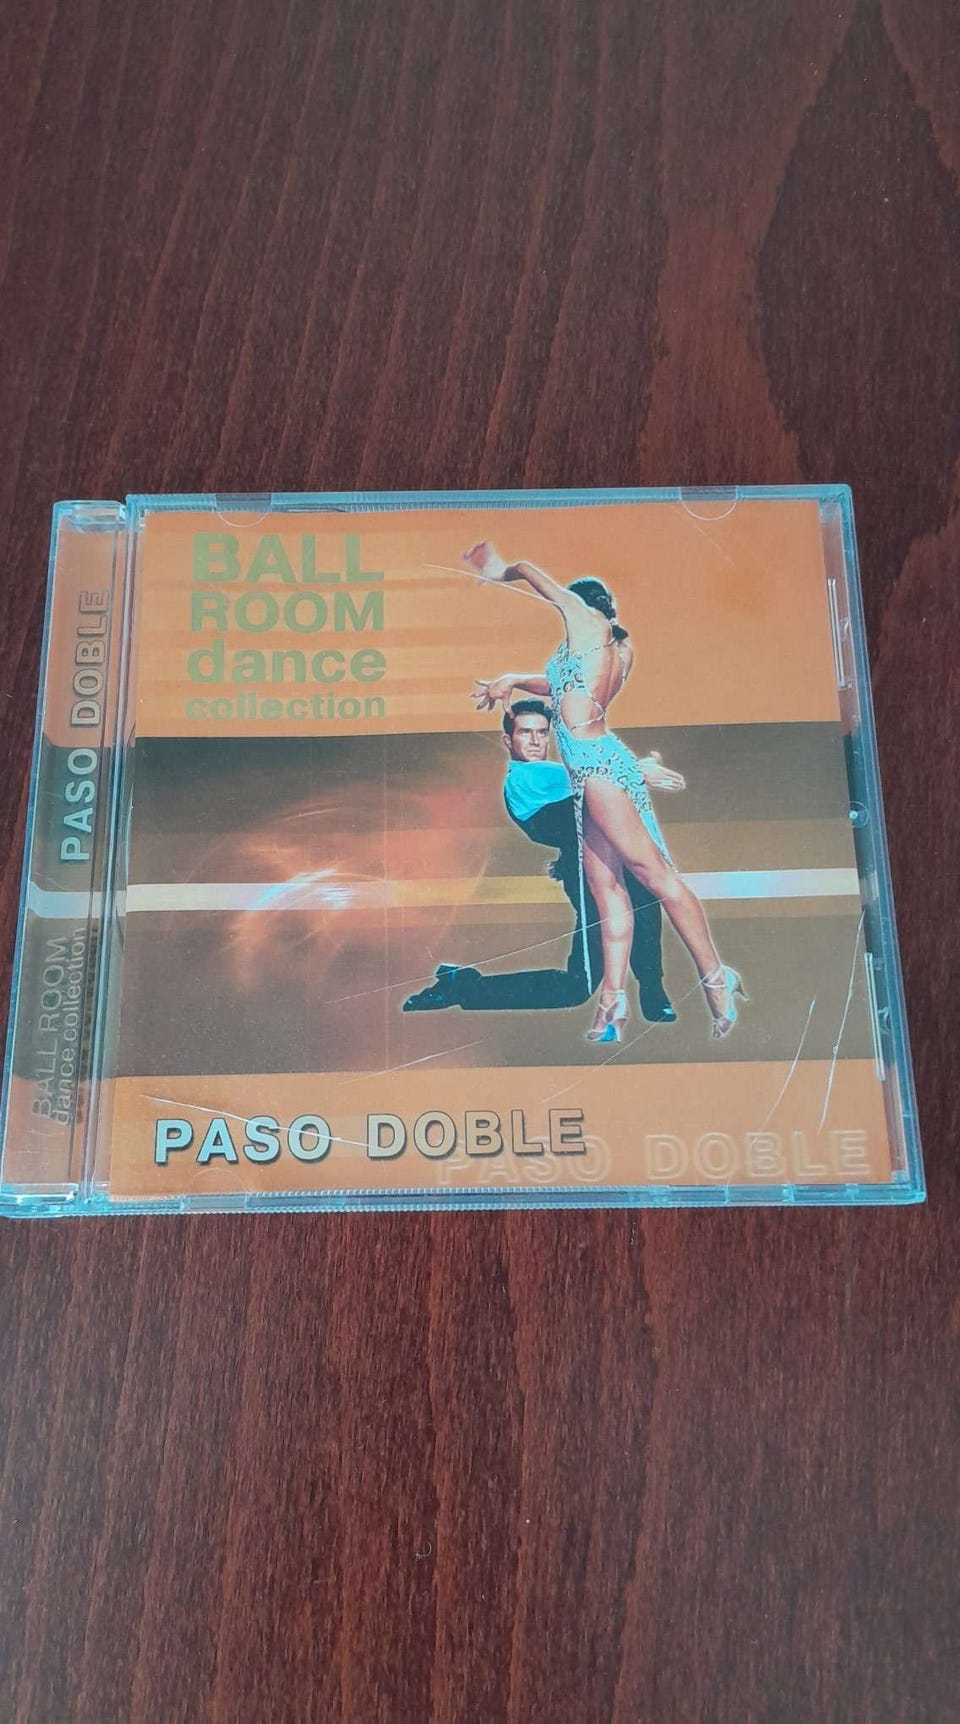 BALL
ROOM
dance
collection
PASO DOBLE
PASO DOBLE
PASO DOBLE
BALL ROOM
dance collection